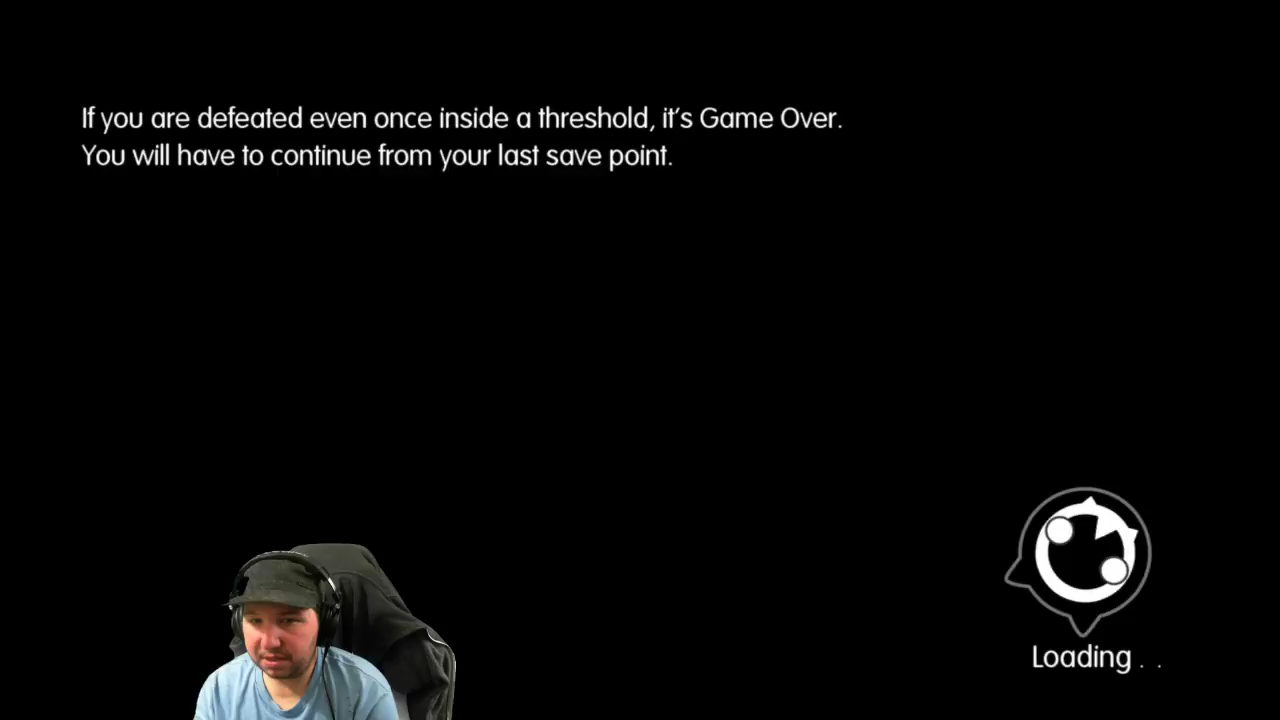 If you are defeated even once inside a threshold, it's Game Over.
You will have to continue from your last save point.
Loading . .